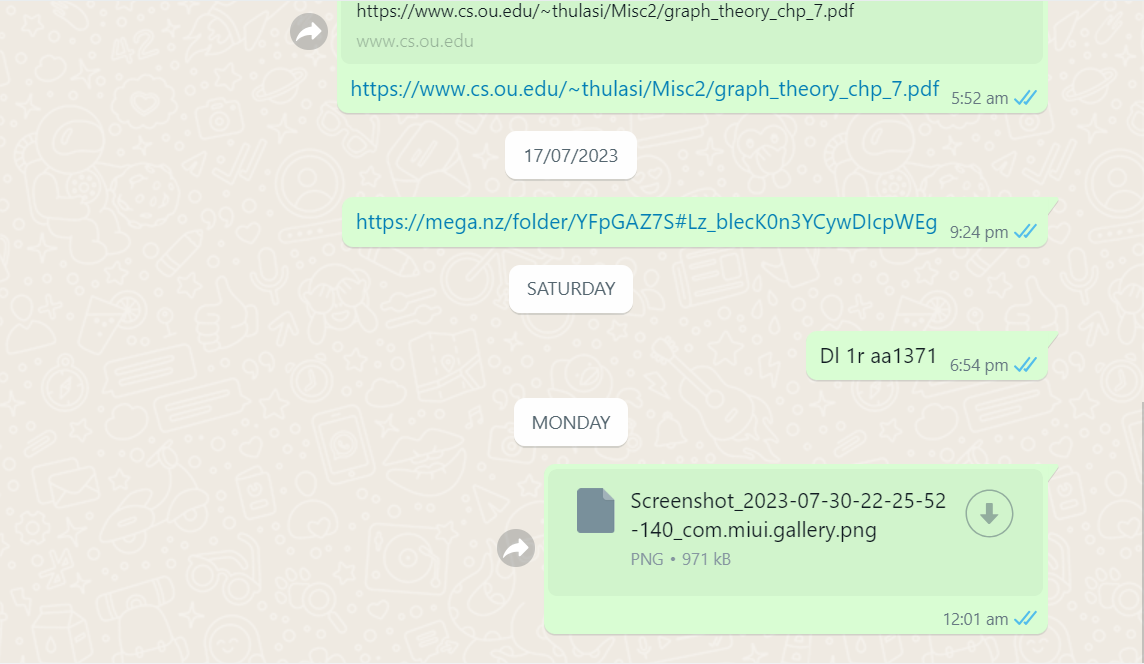 https://www.cs.ou.edu/~thulasi/Misc2/graph_theory_chp_7.pdf
www.cs.ou.edu
https://www.cs.ou.edu/~thulasi/Misc2/graph_theory_chp_7.pdf 5:52 am
17/07/2023
https://mega.nz/folder/YFpGAZ7S#Lz_blecK0n3YCywDIcpWEg 9:24 pm
SATURDAY
Dl 1r aa1371 6:54 pm
MONDAY
Screenshot_2023-07-30-22-25-52
-140_com.miui.gallery.png
PNG • 971 kB
12:01 am